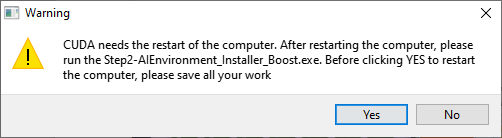 Warning
CUDA needs the restart of the computer. After restarting the computer, please
run the Step2-AIEnvironment_Installer_Boost.exe. Before clicking YES to restart
the computer, please save all your work
Yes
No